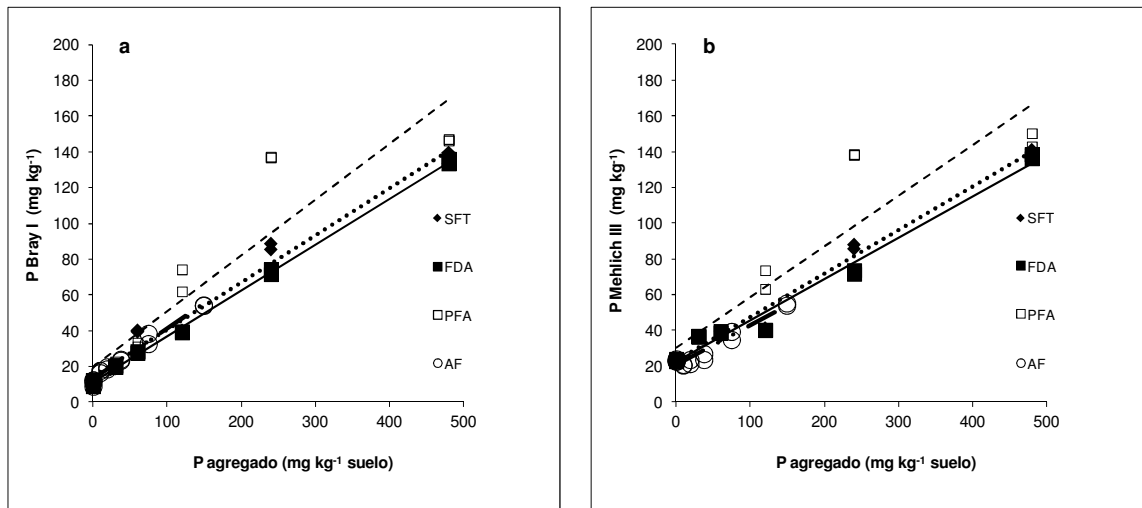 a
200
180
160
140
120
100
80
60
40
20
0
P Bray I (mg kg-1)
0 100 200 300 400 500
P agregado (mg kg-1 suelo)
SFT
FDA
PFA
AF
b
200
180
160
140
120
100
80
60
40
20
0
P Mehlich III (mg kg-1)
0 100 200 300 400 500
P agregado (mg kg-1 suelo)
SFT
FDA
PFA
AF